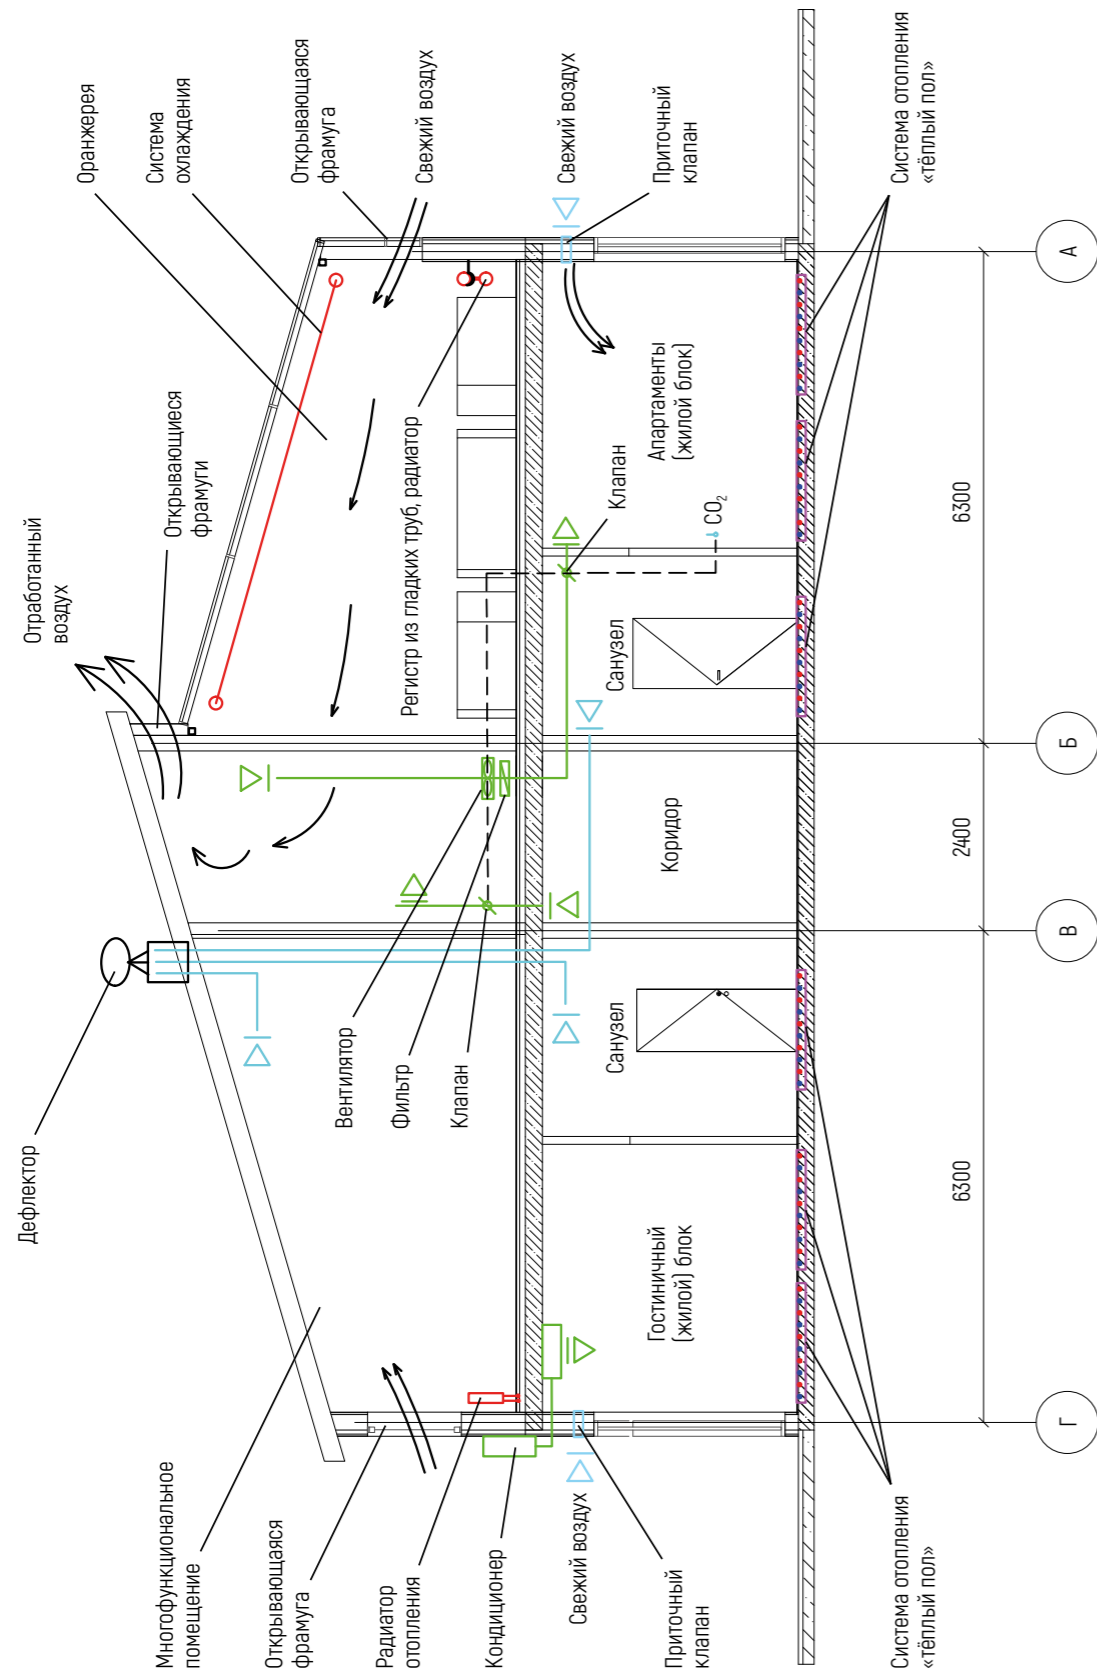 Дефлектор
Отработанный
воздух
Открывающиеся
фрамуги
Оранжерея
Система
охлаждения
Открывающаяся
фрамуга
Свежий воздух
Свежий воздух
Приточный
клапан
Система отопления
«тёплый пол»
Многофункциональное
помещение
Открывающаяся
фрамуга
Радиатор
отопления
Кондиционер
Свежий воздух
Приточный
клапан
Система отопления
«тёплый пол»
Вентилятор
Фильтр
Клапан
Регистр из гладких труб, радиатор
Клапан
CO2
Гостиничный
(жилой) блок
Санузел
Коридор
Санузел
Апартаменты
(жилой блок)
6300
2400
6300
Г
В
Б
А